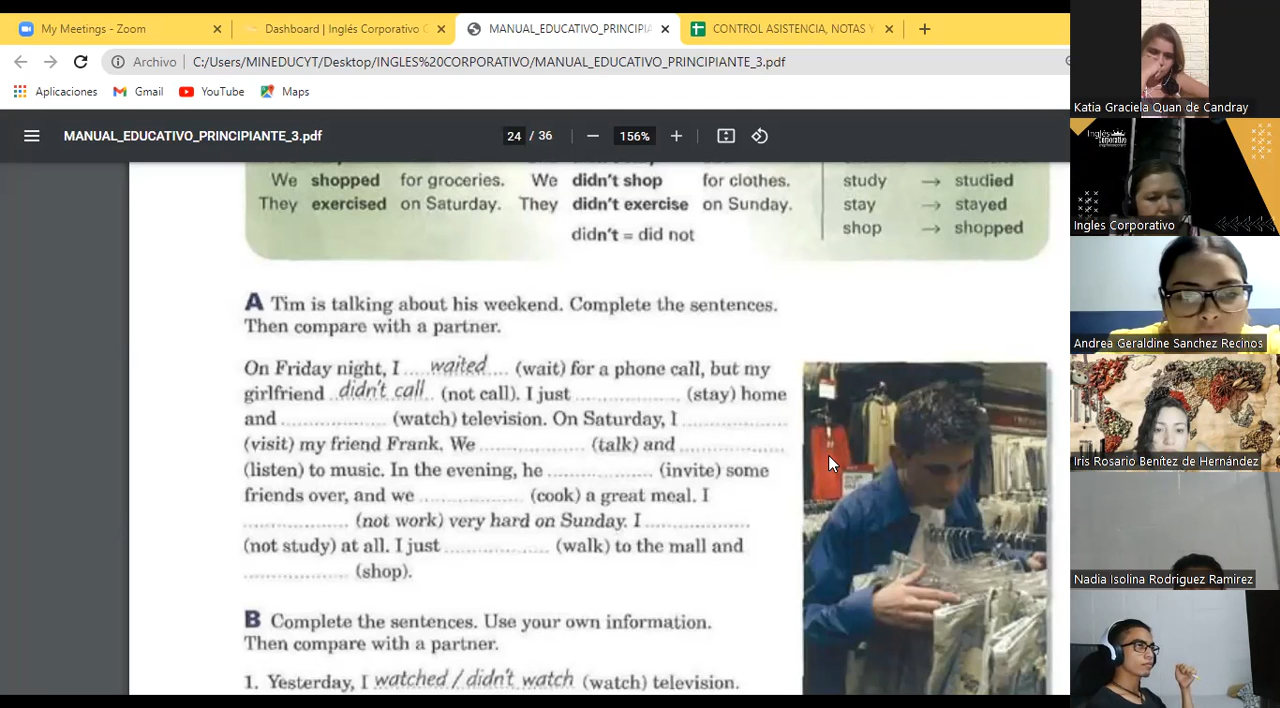 My Meetings - Zoom
Dashboard | Inglés Corporativo
MANUAL_EDUCATIVO_PRINCIPIA
CONTROL ASISTENCIA, NOTAS Y
Archivo | C:/Users/MINEDUCYT/Desktop/INGLES%20CORPORATIVO/MANUAL_EDUCATIVO_PRINCIPIANTE_3.pdf
Aplicaciones Gmail YouTube Maps
MANUAL_EDUCATIVO_PRINCIPIANTE_3.pdf 24 / 36 156%
We shopped for groceries. We didn't shop for clothes. study → studied
They exercised on Saturday. They didn't exercise on Sunday. stay → stayed
didn't = did not shop → shopped
A Tim is talking about his weekend. Complete the sentences.
Then compare with a partner.
On Friday night, I ....waited.... (wait) for a phone call, but my
girlfriend ..didn't call.. (not call). I just .................... (stay) home
and .................... (watch) television. On Saturday, I ....................
(visit) my friend Frank. We .................... (talk) and ....................
(listen) to music. In the evening, he .................... (invite) some
friends over, and we .................... (cook) a great meal. I
.................... (not work) very hard on Sunday. I ....................
(not study) at all. I just .................... (walk) to the mall and
.................... (shop).
B Complete the sentences. Use your own information.
Then compare with a partner.
1. Yesterday, I watched / didn't watch (watch) television.
Katia Graciela Quan de Candray
Inglés
Corporativo
Ingles Corporativo
Andrea Geraldine Sanchez Recinos
Iris Rosario Benítez de Hernández
Nadia Isolina Rodriguez Ramirez